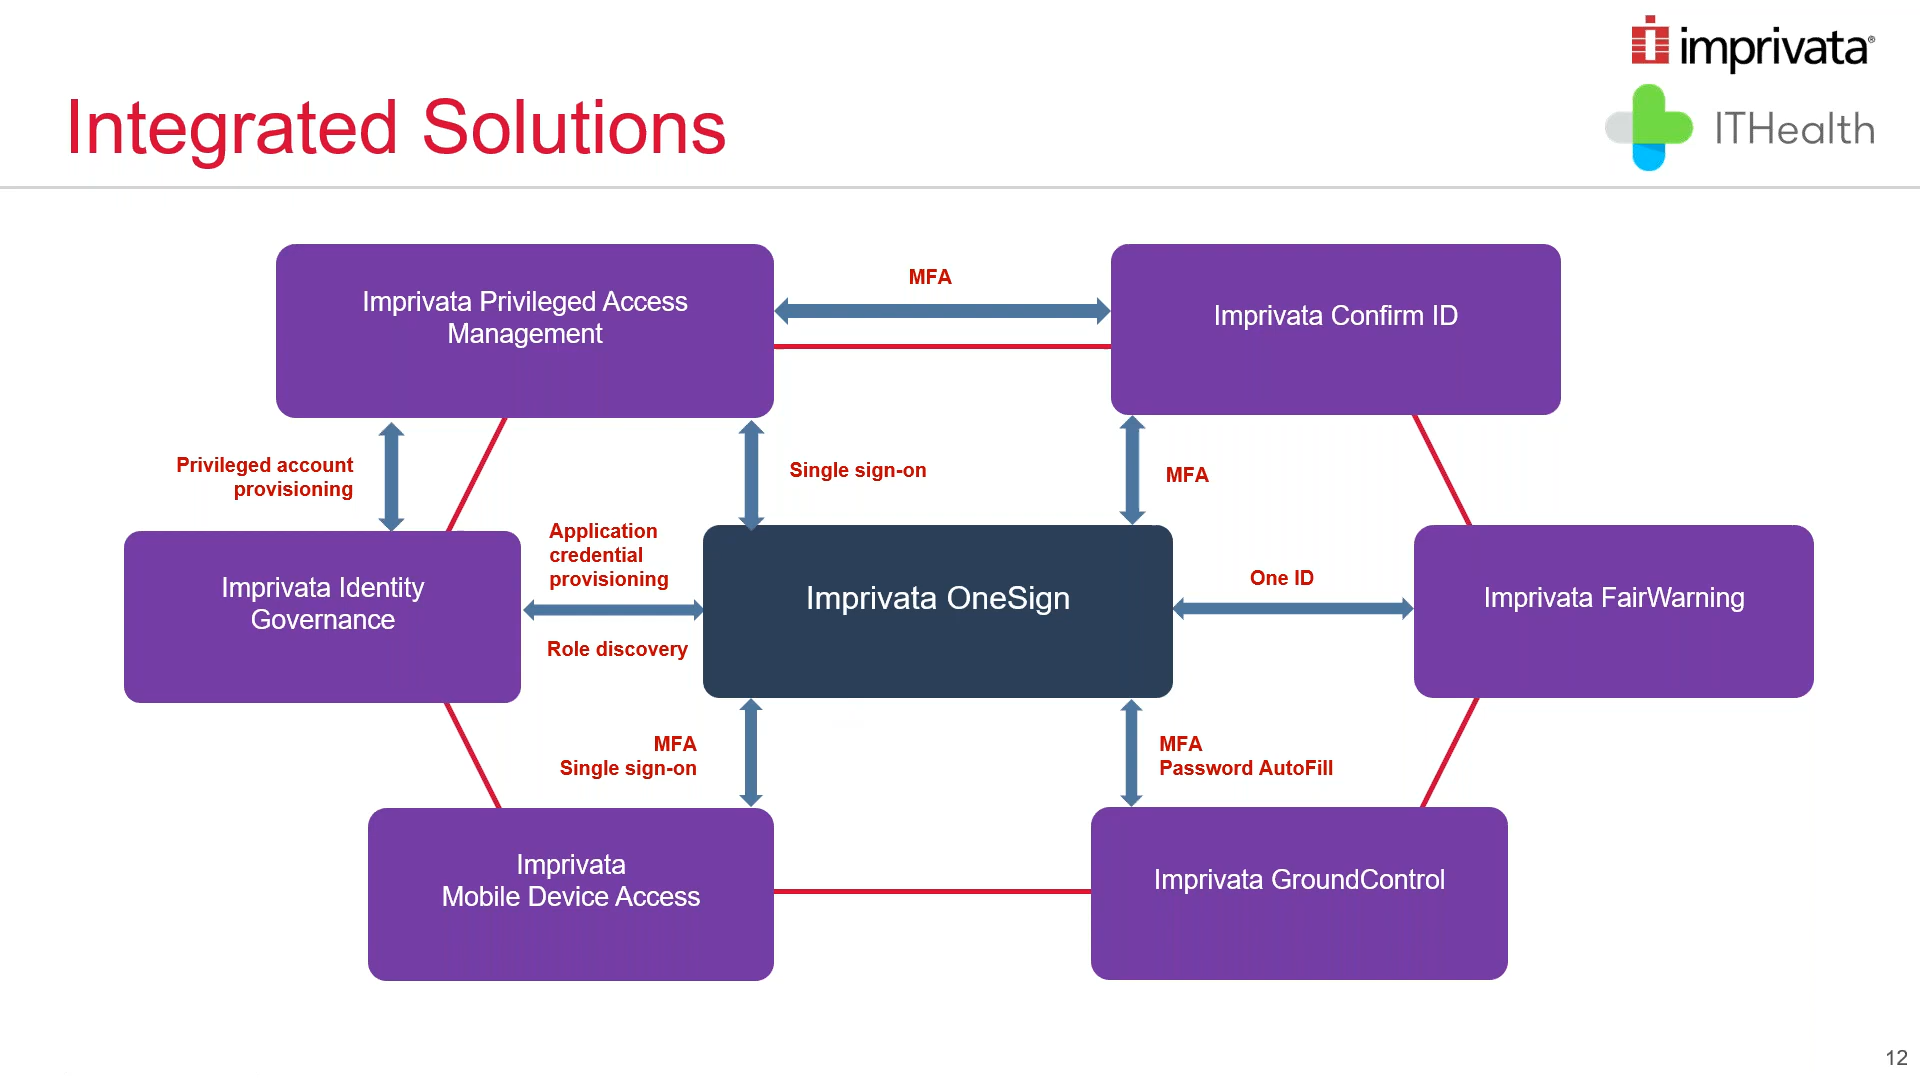 imprivata®
ITHealth
Integrated Solutions
Imprivata Privileged Access
Management
MFA
Imprivata Confirm ID
Privileged account
provisioning
Single sign-on
MFA
Imprivata Identity
Governance
Application
credential
provisioning
Role discovery
Imprivata OneSign
One ID
Imprivata FairWarning
MFA
Single sign-on
MFA
Password AutoFill
Imprivata
Mobile Device Access
Imprivata GroundControl
12